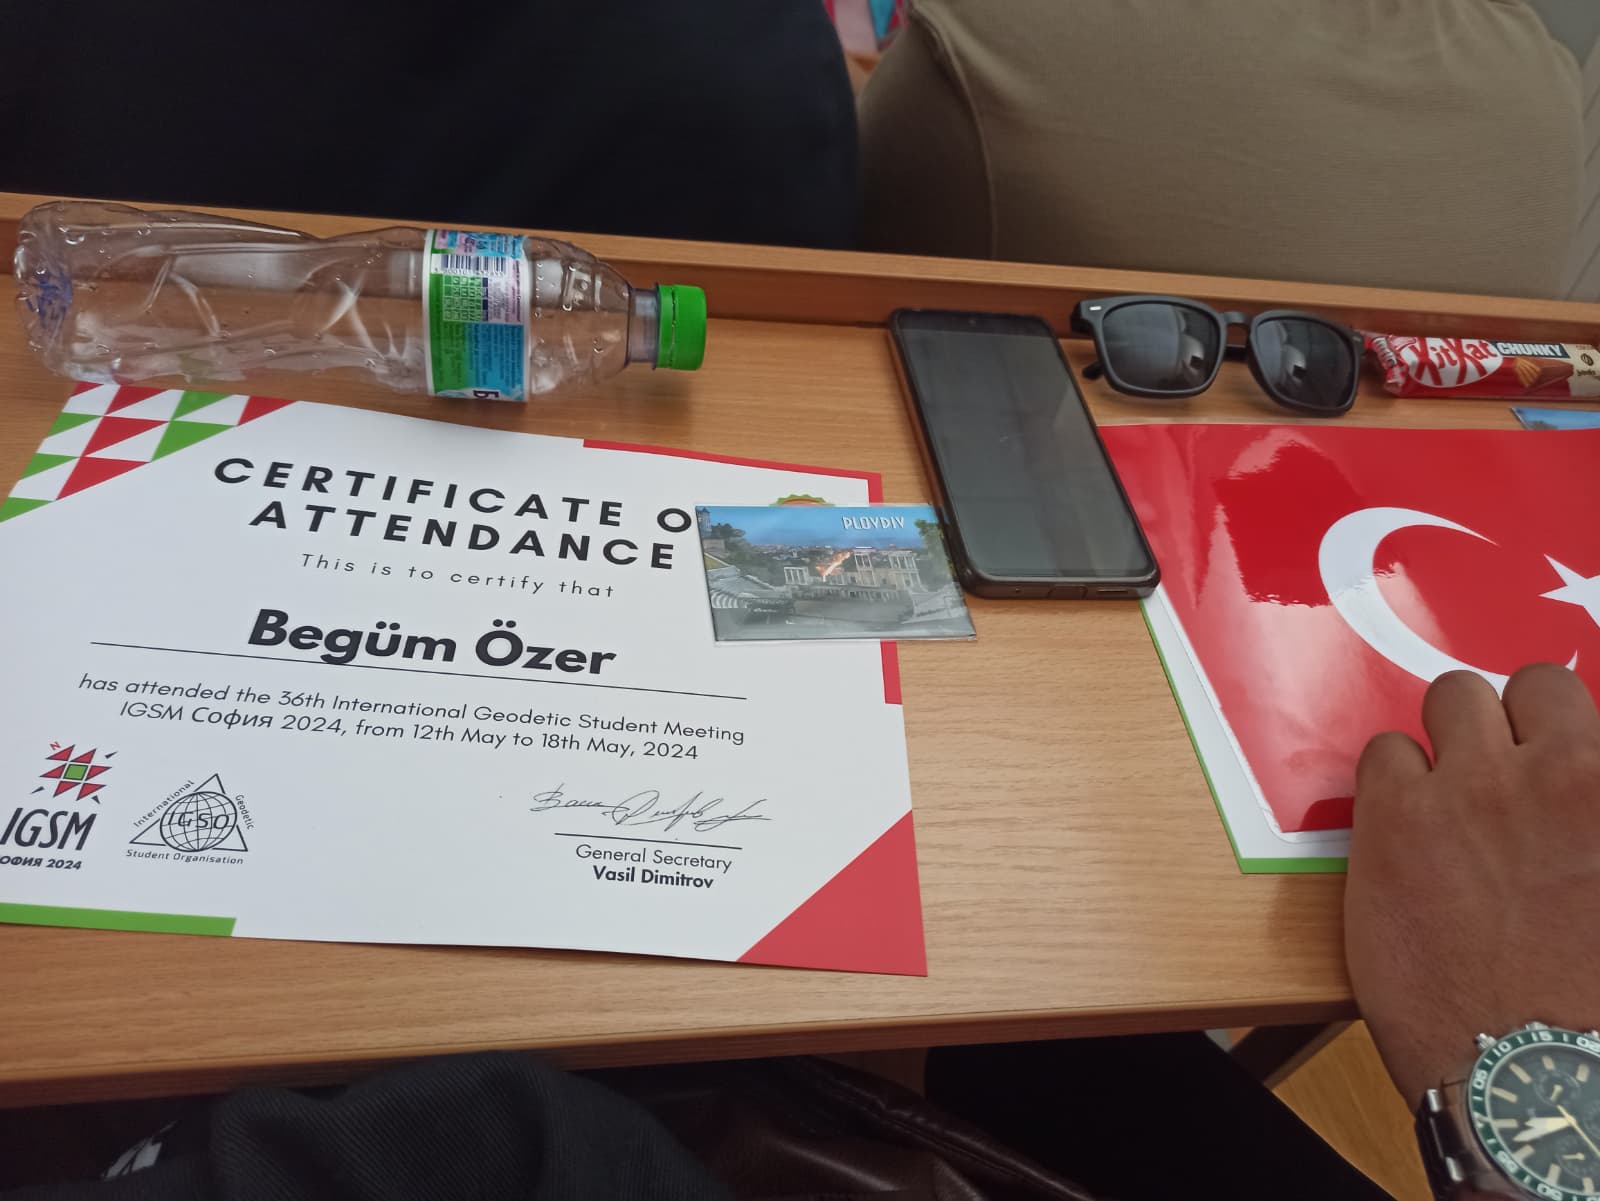 CERTIFICATE O
ATTENDANCE
This is to certify that
Begüm Özer
has attended the 36th International Geodetic Student Meeting
IGSM София 2024, from 12th May to 18th May, 2024
N
IGSM
ОФИЯ 2024
International
Geodetic
IGSO
Student Organisation
General Secretary
Vasil Dimitrov
PLOVDIV
KitKat
CHUNKY